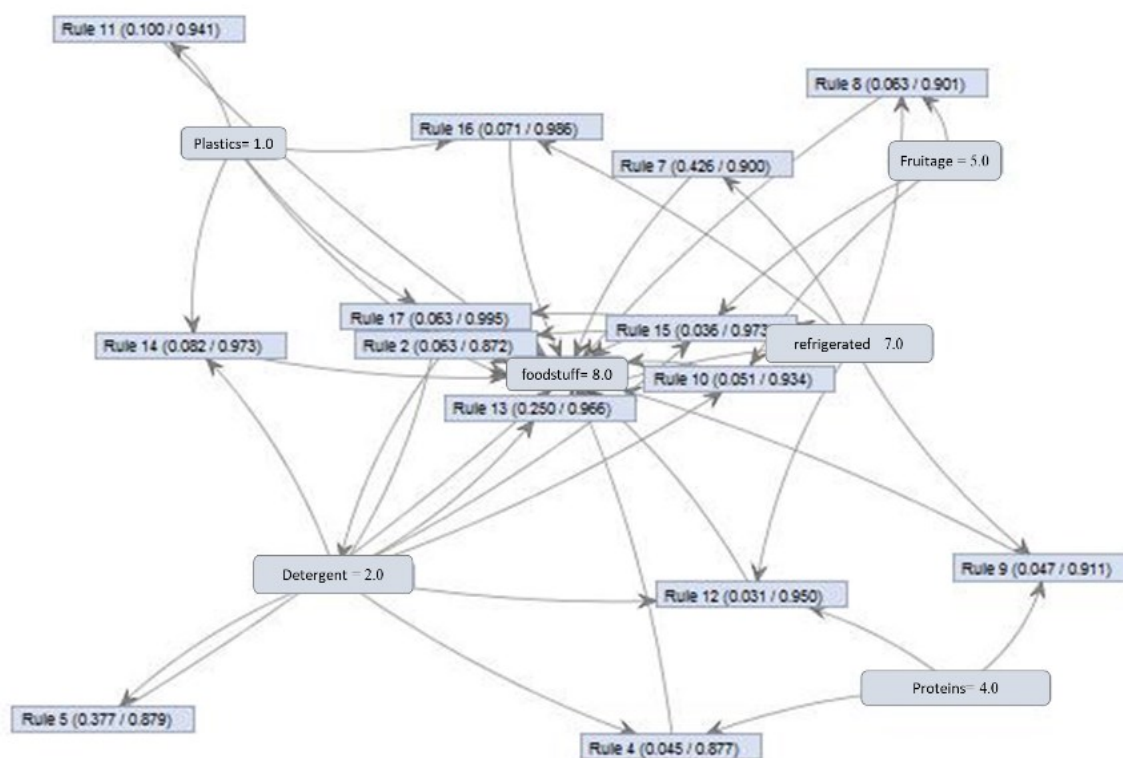 Rule 11 (0.100 / 0.941)
Rule 8 (0.063 / 0.901)
Rule 16 (0.071 / 0.986)
Plastics= 1.0
Rule 7 (0.426 / 0.900)
Fruitage = 5.0
Rule 17 (0.063 / 0.995)
Rule 15 (0.036 / 0.973
Rule 14 (0.082 / 0.973)
Rule 2 (0.063 / 0.872)
refrigerated 7.0
foodstuff= 8.0
Rule 10 (0.051 / 0.934)
Rule 13 (0.250 / 0.966)
Detergent = 2.0
Rule 9 (0.047 / 0.911)
Rule 12 (0.031 / 0.950)
Proteins= 4.0
Rule 5 (0.377 / 0.879)
Rule 4 (0.045 / 0.877)